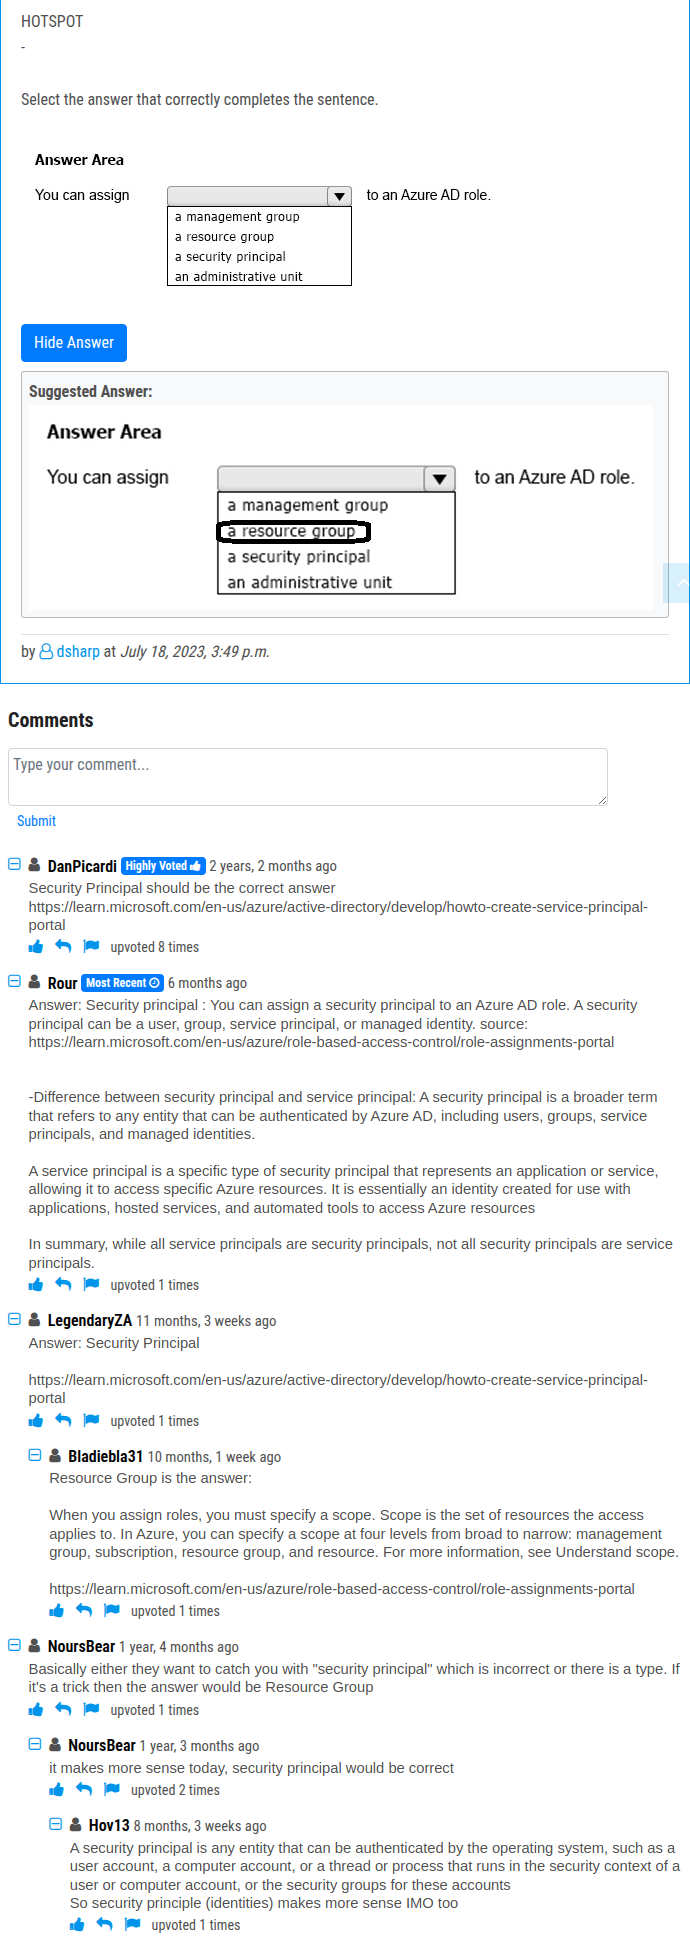 HOTSPOT
-
Select the answer that correctly completes the sentence.
Answer Area
You can assign
to an Azure AD role.
a management group
a resource group
a security principal
an administrative unit
Hide Answer
Suggested Answer:
Answer Area
You can assign
to an Azure AD role.
a management group
a resource group
a security principal
an administrative unit
by dsharp at July 18, 2023, 3:49 p.m.
Comments
Type your comment...
Submit
DanPicardi Highly Voted 2 years, 2 months ago
Security Principal should be the correct answer
https://learn.microsoft.com/en-us/azure/active-directory/develop/howto-create-service-principal-
portal
upvoted 8 times
Rour Most Recent 6 months ago
Answer: Security principal : You can assign a security principal to an Azure AD role. A security
principal can be a user, group, service principal, or managed identity. source:
https://learn.microsoft.com/en-us/azure/role-based-access-control/role-assignments-portal
-Difference between security principal and service principal: A security principal is a broader term
that refers to any entity that can be authenticated by Azure AD, including users, groups, service
principals, and managed identities.
A service principal is a specific type of security principal that represents an application or service,
allowing it to access specific Azure resources. It is essentially an identity created for use with
applications, hosted services, and automated tools to access Azure resources
In summary, while all service principals are security principals, not all security principals are service
principals.
upvoted 1 times
LegendaryZA 11 months, 3 weeks ago
Answer: Security Principal
https://learn.microsoft.com/en-us/azure/active-directory/develop/howto-create-service-principal-
portal
upvoted 1 times
Bladiebla31 10 months, 1 week ago
Resource Group is the answer:
When you assign roles, you must specify a scope. Scope is the set of resources the access
applies to. In Azure, you can specify a scope at four levels from broad to narrow: management
group, subscription, resource group, and resource. For more information, see Understand scope.
https://learn.microsoft.com/en-us/azure/role-based-access-control/role-assignments-portal
upvoted 1 times
NoursBear 1 year, 4 months ago
Basically either they want to catch you with "security principal" which is incorrect or there is a type. If
it's a trick then the answer would be Resource Group
upvoted 1 times
NoursBear 1 year, 3 months ago
it makes more sense today, security principal would be correct
upvoted 2 times
Hov13 8 months, 3 weeks ago
A security principal is any entity that can be authenticated by the operating system, such as a
user account, a computer account, or a thread or process that runs in the security context of a
user or computer account, or the security groups for these accounts
So security principle (identities) makes more sense IMO too
upvoted 1 times